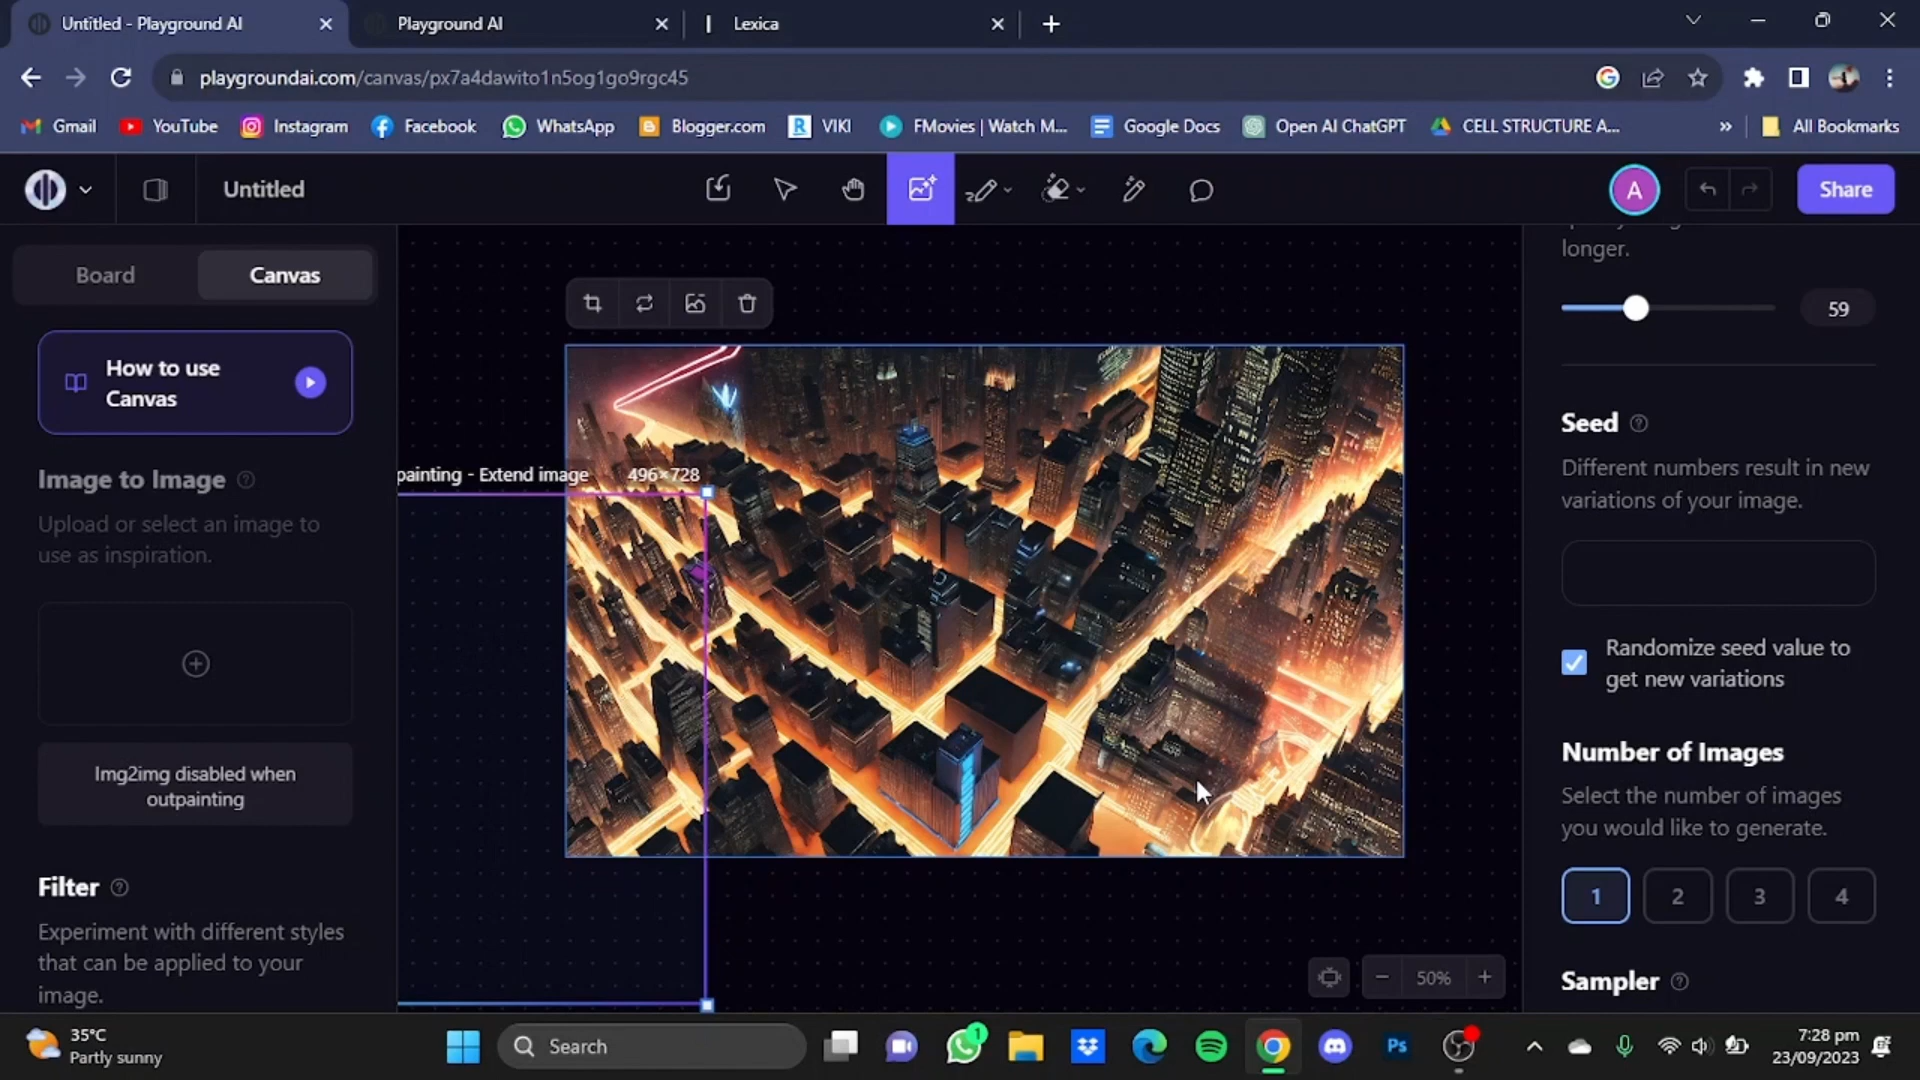 Untitled - Playground AI
Playground AI
Lexica
playgroundai.com/canvas/px7a4dawito1n5og1go9rgc45
Gmail
YouTube
Instagram
Facebook
WhatsApp
Blogger.com
VIKI
FMovies | Watch M...
Google Docs
Open AI ChatGPT
CELL STRUCTURE A...
»
All Bookmarks
Untitled
A
Share
Board
Canvas
How to use
Canvas
Image to Image
Upload or select an image to
use as inspiration.
Img2img disabled when
outpainting
Filter
Experiment with different styles
that can be applied to your
image.
painting - Extend image
496×728
50%
longer.
59
Seed
Different numbers result in new
variations of your image.
Randomize seed value to
get new variations
Number of Images
Select the number of images
you would like to generate.
1
2
3
4
Sampler
35°C
Partly sunny
Search
1
Ps
7:28 pm
23/09/2023